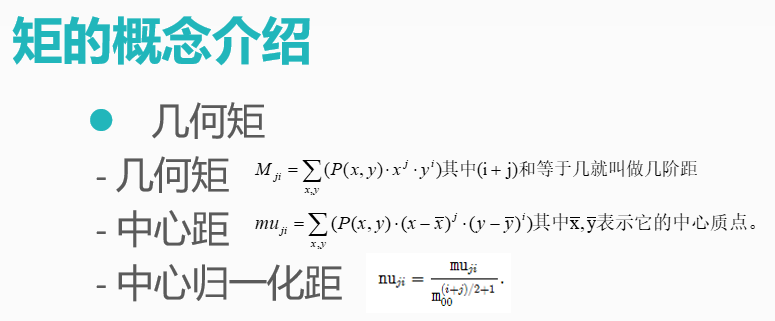 矩的概念介绍
● 几何矩
- 几何矩 M_{ji} = \sum_{x,y} (P(x,y) \cdot x^{j} \cdot y^{i})其中(i + j)和等于几就叫做几阶距
- 中心距 mu_{ji} = \sum_{x,y} (P(x,y) \cdot (x - \bar{x})^{j} \cdot (y - \bar{y})^{i})其中\bar{x},\bar{y}表示它的中心质点。
- 中心归一化距 nu_{ji} = \frac{mu_{ji}}{m_{00}^{(i+j)/2+1}}.